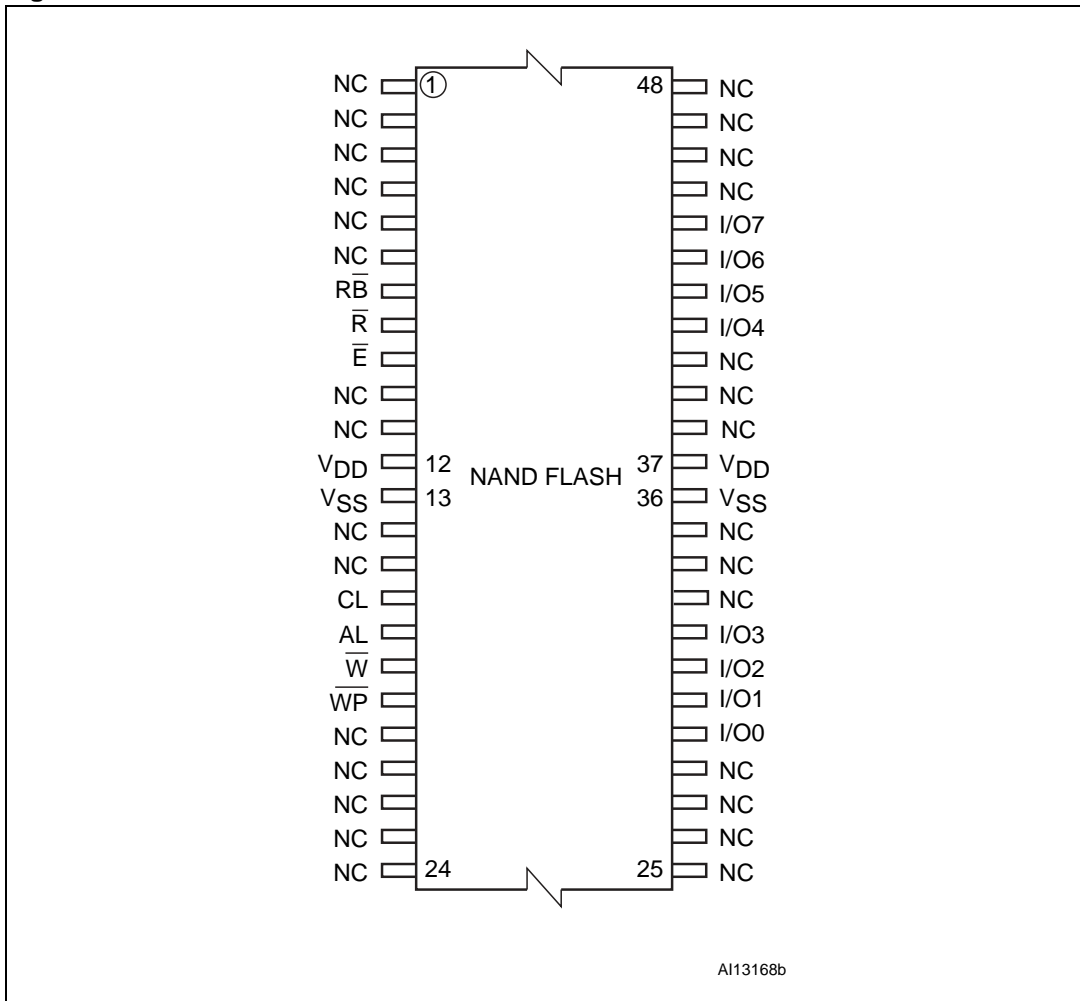 NC ① 48 NC
NC NC
NC NC
NC NC
NC I/O7
NC I/O6
RB̅ I/O5
R̅ I/O4
E̅ NC
NC NC
NC NC
VDD 12 NAND FLASH 37 VDD
VSS 13 36 VSS
NC NC
NC NC
CL NC
AL I/O3
W̅ I/O2
W̅P̅ I/O1
NC I/O0
NC NC
NC NC
NC NC
NC 24 25 NC
AI13168b